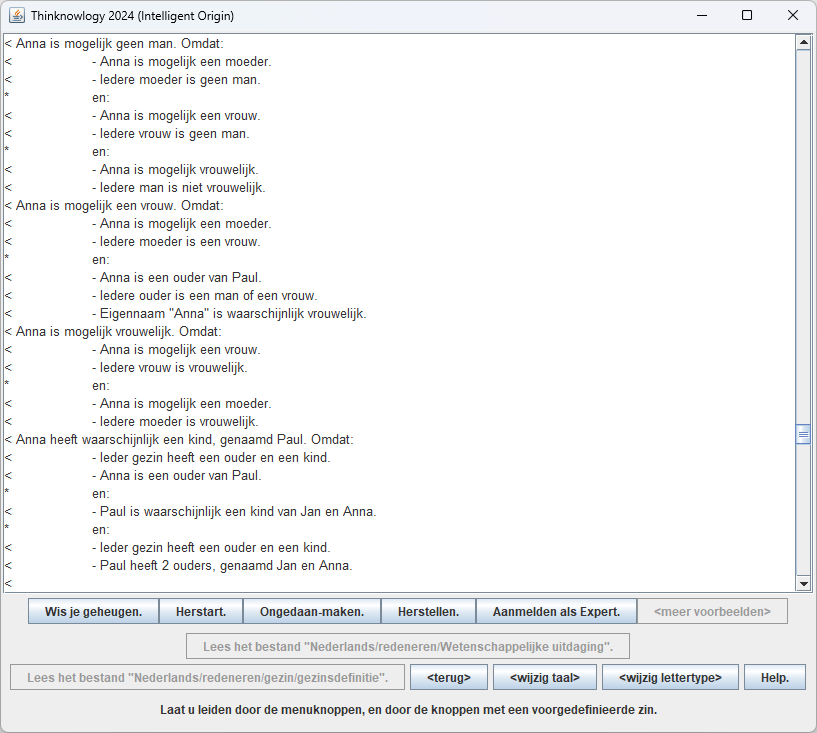 Thinknowlogy 2024 (Intelligent Origin)
< Anna is mogelijk geen man. Omdat:
< - Anna is mogelijk een moeder.
< - Iedere moeder is geen man.
* en:
< - Anna is mogelijk een vrouw.
< - Iedere vrouw is geen man.
* en:
< - Anna is mogelijk vrouwelijk.
< - Iedere man is niet vrouwelijk.
< Anna is mogelijk een vrouw. Omdat:
< - Anna is mogelijk een moeder.
< - Iedere moeder is een vrouw.
* en:
< - Anna is een ouder van Paul.
< - Iedere ouder is een man of een vrouw.
< - Eigennaam "Anna" is waarschijnlijk vrouwelijk.
< Anna is mogelijk vrouwelijk. Omdat:
< - Anna is mogelijk een vrouw.
< - Iedere vrouw is vrouwelijk.
* en:
< - Anna is mogelijk een moeder.
< - Iedere moeder is vrouwelijk.
< Anna heeft waarschijnlijk een kind, genaamd Paul. Omdat:
< - Ieder gezin heeft een ouder en een kind.
< - Anna is een ouder van Paul.
* en:
< - Paul is waarschijnlijk een kind van Jan en Anna.
* en:
< - Ieder gezin heeft een ouder en een kind.
< - Paul heeft 2 ouders, genaamd Jan en Anna.
<
Wis je geheugen. Herstart. Ongedaan-maken. Herstellen. Aanmelden als Expert. <meer voorbeelden>
Lees het bestand "Nederlands/redeneren/Wetenschappelijke uitdaging".
Lees het bestand "Nederlands/redeneren/gezin/gezinsdefinitie". <terug> <wijzig taal> <wijzig lettertype> Help.
Laat u leiden door de menuknoppen, en door de knoppen met een voorgedefinieerde zin.